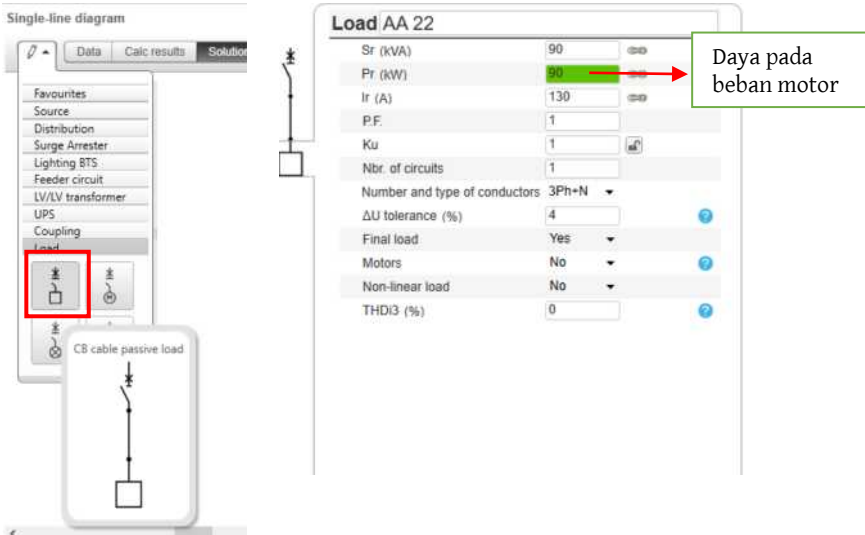 Single-line diagram
Data
Calc results
Solution
Favourites
Source
Distribution
Surge Arrester
Lighting BTS
Feeder circuit
LV/LV transformer
UPS
Coupling
Load
M
CB cable passive load
Load AA 22
Sr (kVA) 90
Pr (kW) 90
Ir (A) 130
P.F. 1
Ku 1
Nbr. of circuits 1
Number and type of conductors 3Ph+N
ΔU tolerance (%) 4 ?
Final load Yes
Motors No ?
Non-linear load No
THDi3 (%) 0 ?
Daya pada
beban motor